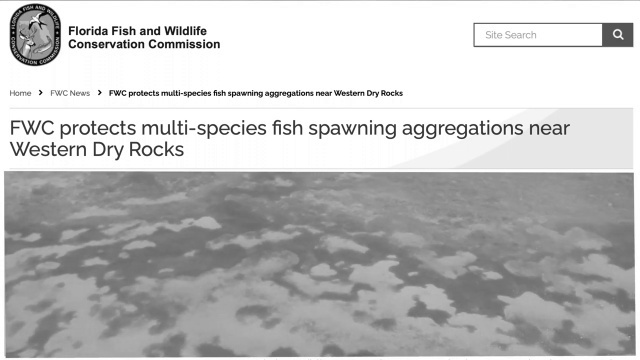 Florida Fish and Wildlife
Conservation Commission
Site Search
Home > FWC News > FWC protects multi-species fish spawning aggregations near Western Dry Rocks
FWC protects multi-species fish spawning aggregations near
Western Dry Rocks